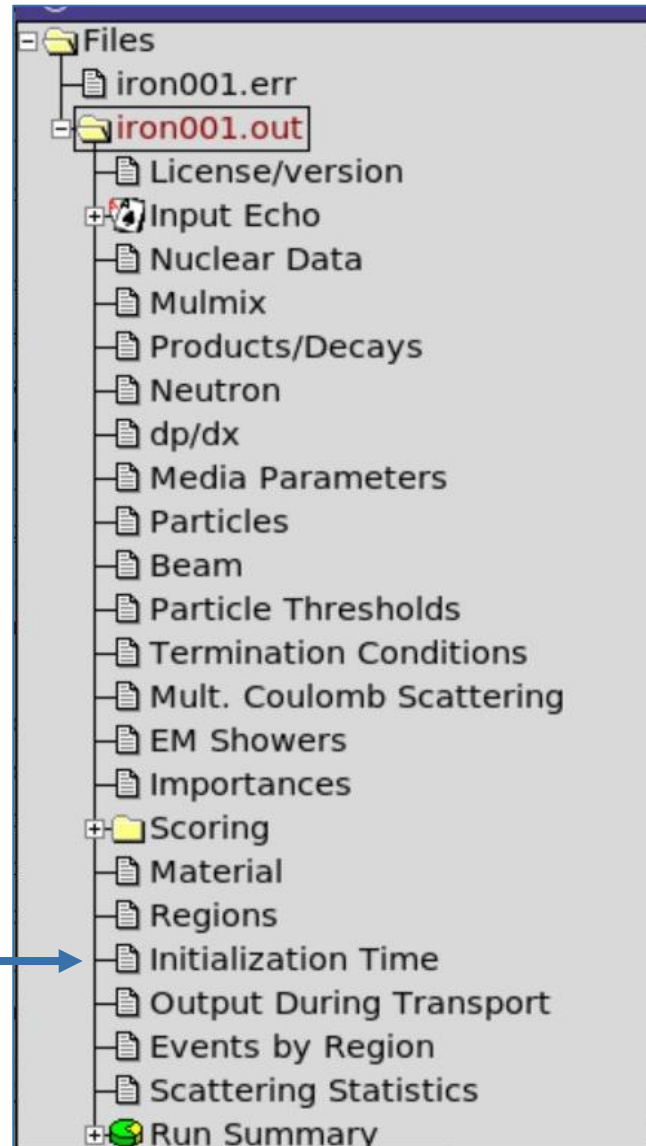 Files
iron001.err
iron001.out
License/version
Input Echo
Nuclear Data
Mulmix
Products/Decays
Neutron
dp/dx
Media Parameters
Particles
Beam
Particle Thresholds
Termination Conditions
Mult. Coulomb Scattering
EM Showers
Importances
Scoring
Material
Regions
Initialization Time
Output During Transport
Events by Region
Scattering Statistics
Run Summary